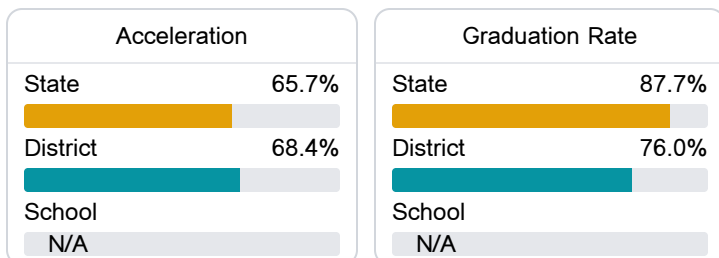 Acceleration
State 65.7%
District 68.4%
School
N/A
Graduation Rate
State 87.7%
District 76.0%
School
N/A